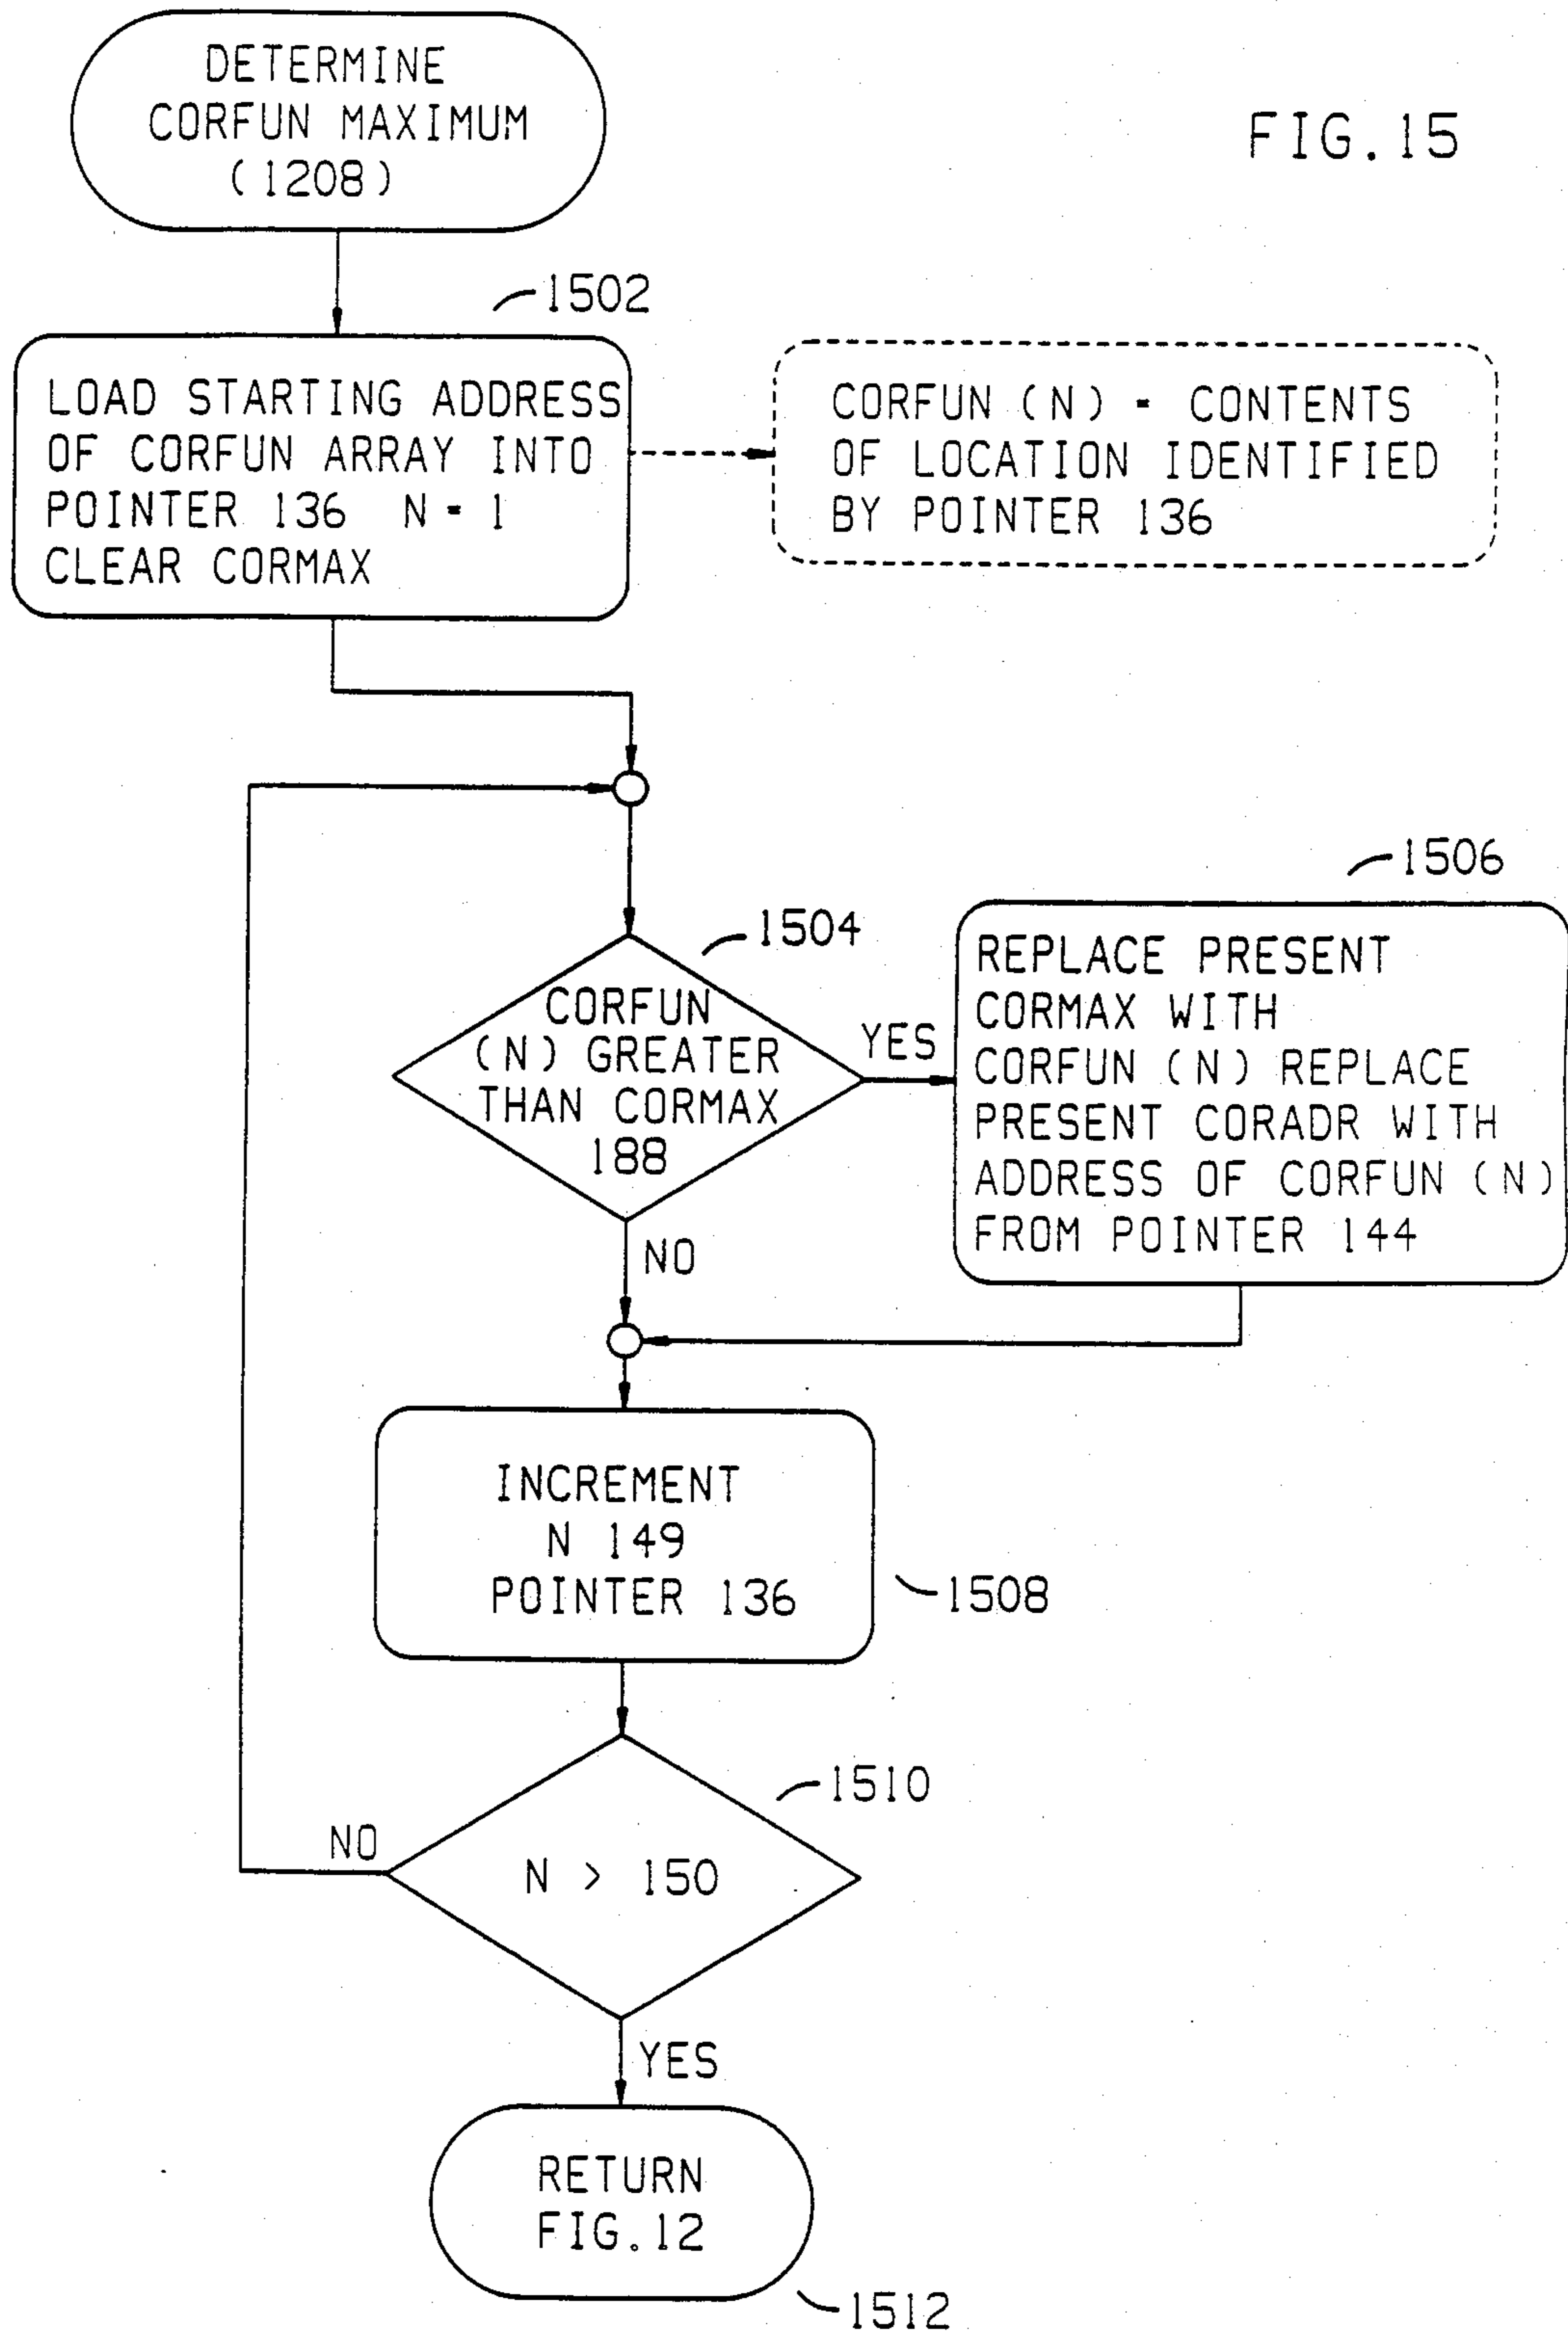 DETERMINE
CORFUN MAXIMUM
(1208)
FIG.15
1502
LOAD STARTING ADDRESS
OF CORFUN ARRAY INTO
POINTER 136 N = 1
CLEAR CORMAX
CORFUN (N) = CONTENTS
OF LOCATION IDENTIFIED
BY POINTER 136
1506
1504
REPLACE PRESENT
CORMAX WITH
CORFUN (N) REPLACE
PRESENT CORADR WITH
ADDRESS OF CORFUN (N)
FROM POINTER 144
CORFUN
(N) GREATER
THAN CORMAX
188
YES
NO
INCREMENT
N 149
POINTER 136
1508
1510
NO
N > 150
YES
RETURN
FIG.12
1512